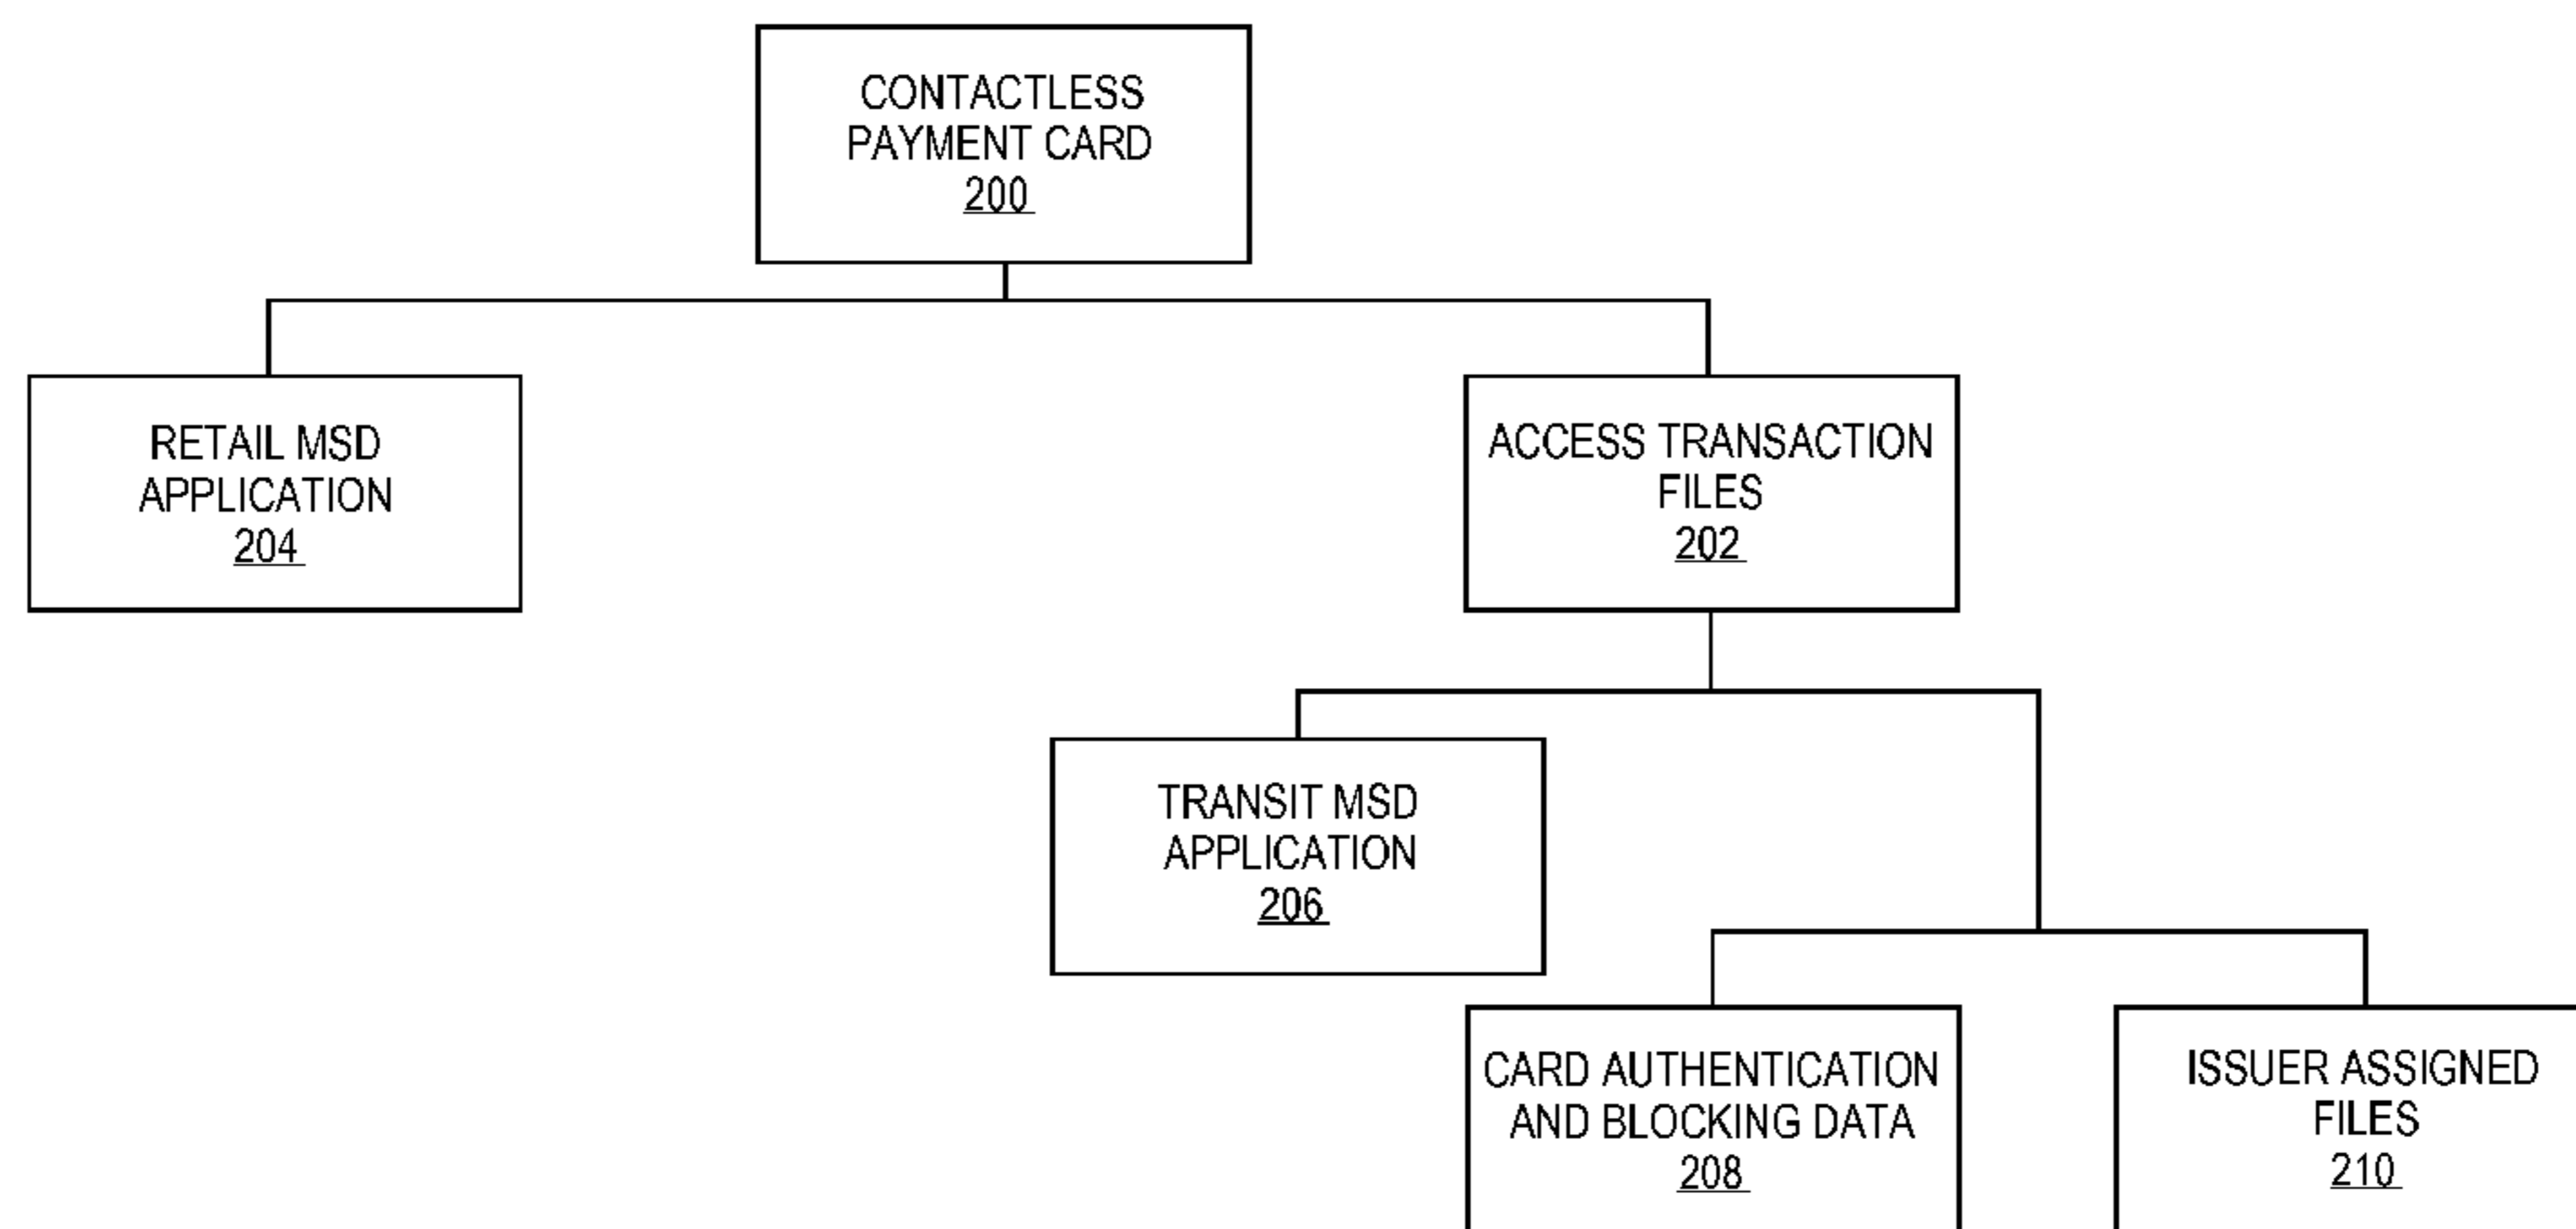 CONTACTLESS
PAYMENT CARD
200
RETAIL MSD
APPLICATION
204
ACCESS TRANSACTION
FILES
202
TRANSIT MSD
APPLICATION
206
CARD AUTHENTICATION
AND BLOCKING DATA
208
ISSUER ASSIGNED
FILES
210